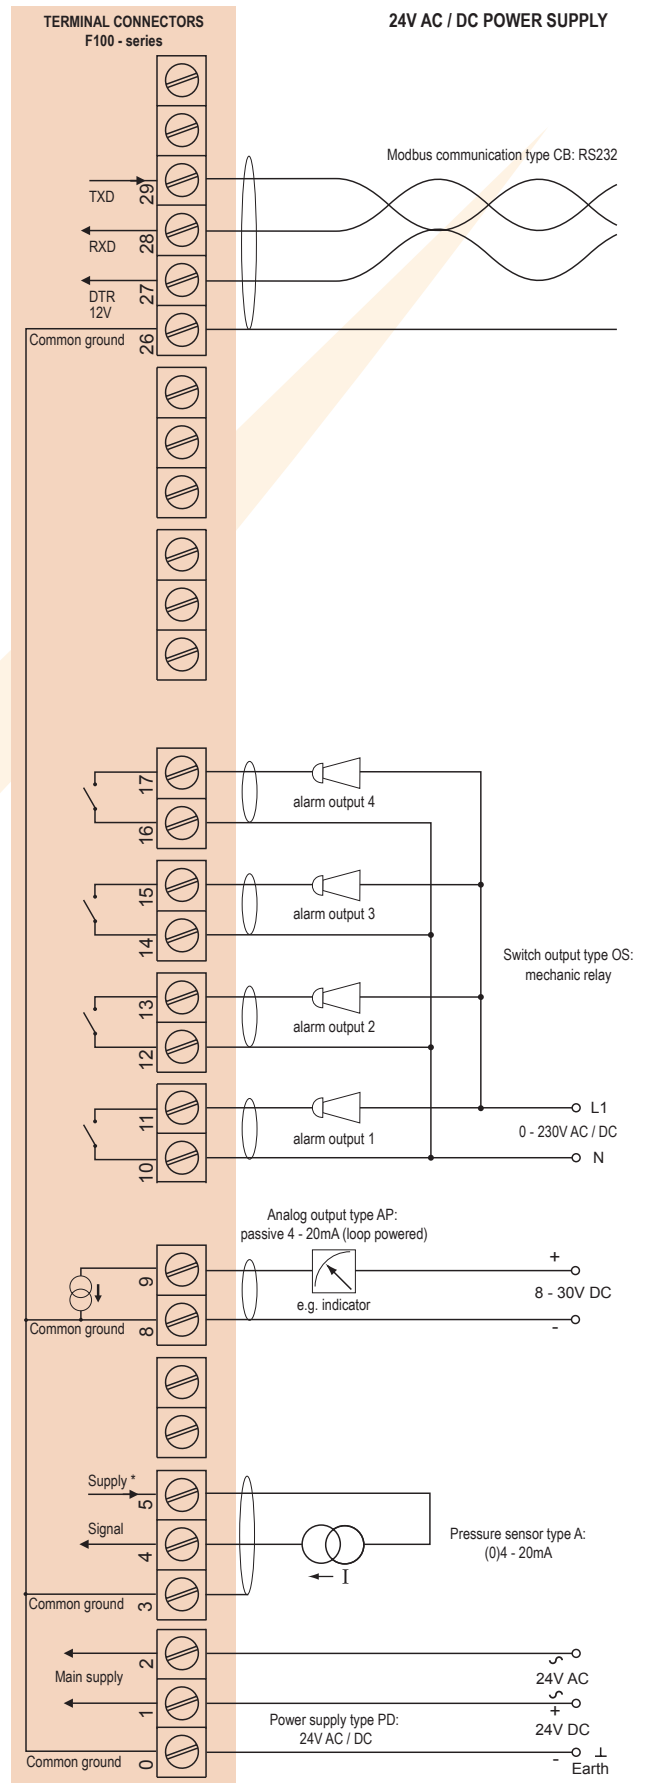 TERMINAL CONNECTORS
F100 - series
24V AC / DC POWER SUPPLY
Modbus communication type CB: RS232
29
TXD
28
RXD
27
DTR
12V
26
Common ground
17
alarm output 4
16
15
alarm output 3
14
Switch output type OS:
mechanic relay
13
alarm output 2
12
11
L1
alarm output 1
0 - 230V AC / DC
10
N
Analog output type AP:
passive 4 - 20mA (loop powered)
9
+
8 - 30V DC
e.g. indicator
8
Common ground
-
Supply *
5
Signal
4
Pressure sensor type A:
(0)4 - 20mA
I
3
Common ground
2
Main supply
24V AC
1
+
Power supply type PD:
24V AC / DC
24V DC
0
Common ground
-
Earth